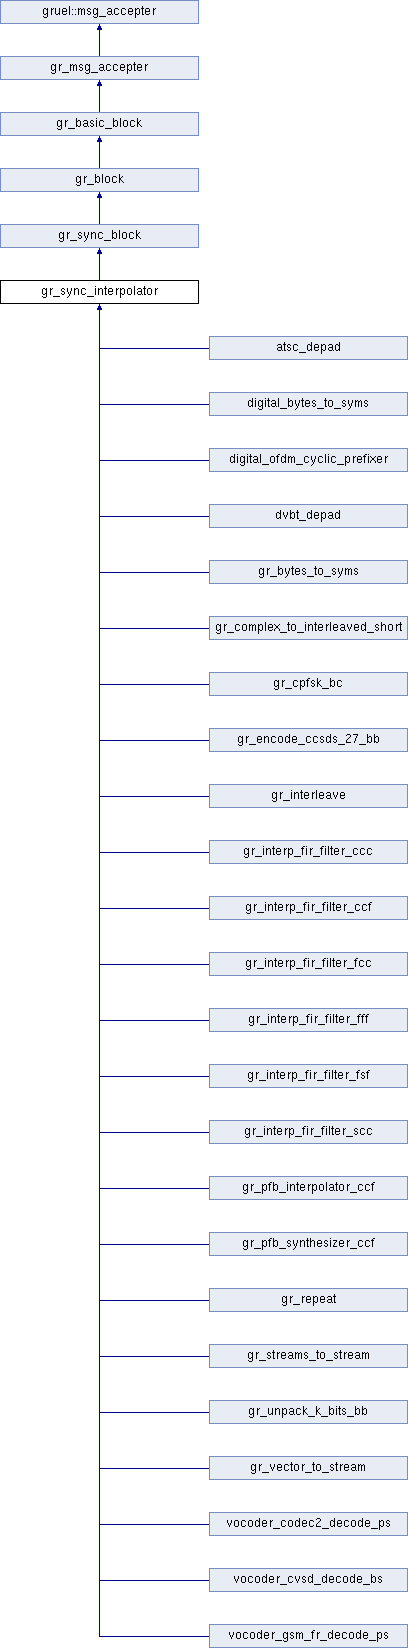 gruel::msg_accepter
gr_msg_accepter
gr_basic_block
gr_block
gr_sync_block
gr_sync_interpolator
atsc_depad
digital_bytes_to_syms
digital_ofdm_cyclic_prefixer
dvbt_depad
gr_bytes_to_syms
gr_complex_to_interleaved_short
gr_cpfsk_bc
gr_encode_ccsds_27_bb
gr_interleave
gr_interp_fir_filter_ccc
gr_interp_fir_filter_ccf
gr_interp_fir_filter_fcc
gr_interp_fir_filter_fff
gr_interp_fir_filter_fsf
gr_interp_fir_filter_scc
gr_pfb_interpolator_ccf
gr_pfb_synthesizer_ccf
gr_repeat
gr_streams_to_stream
gr_unpack_k_bits_bb
gr_vector_to_stream
vocoder_codec2_decode_ps
vocoder_cvsd_decode_bs
vocoder_gsm_fr_decode_ps